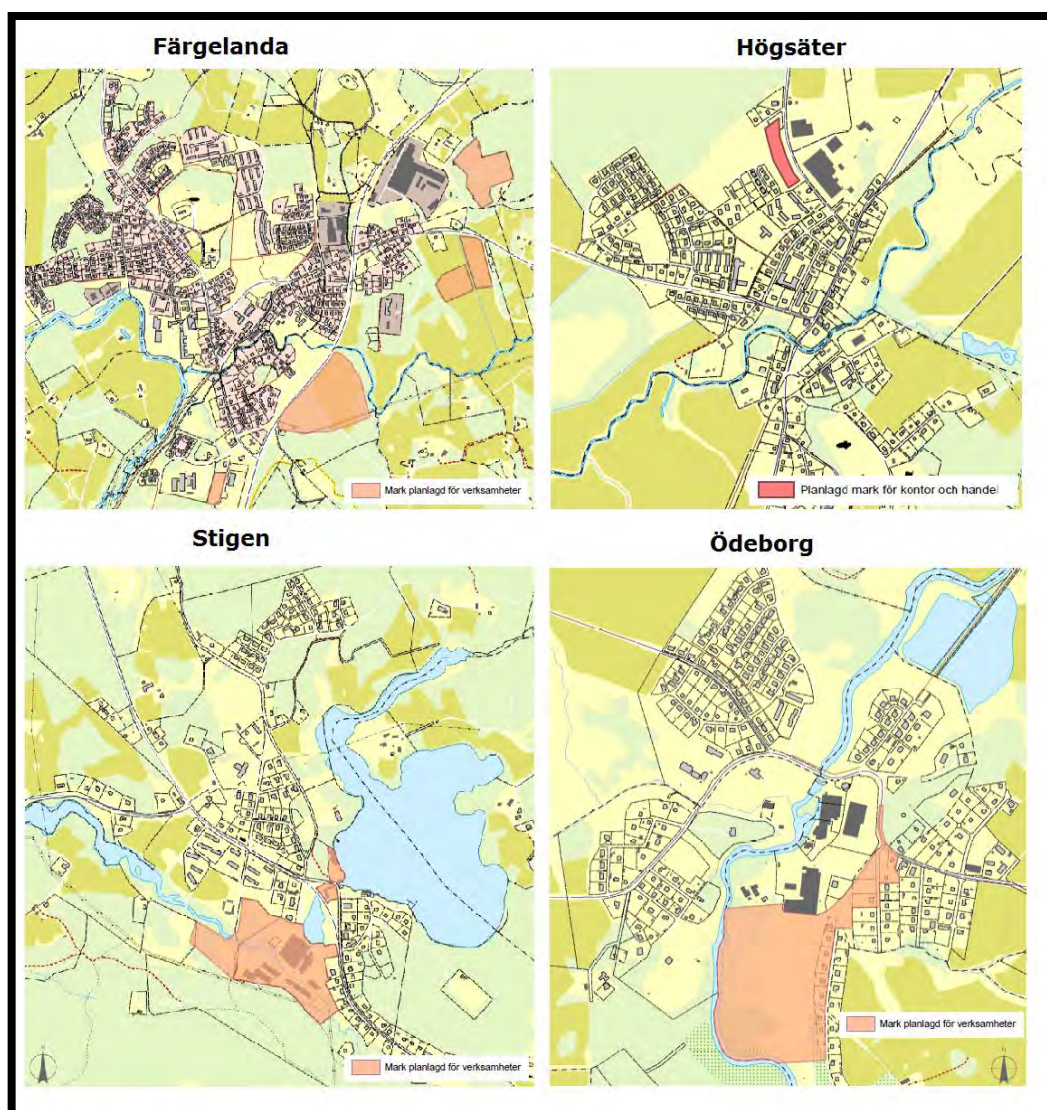 Färgelanda
Högsäter
Mark planlagd för verksamheter
Planlagd mark för kontor och handel
Stigen
Ödeborg
Mark planlagd för verksamheter
Mark planlagd för verksamheter